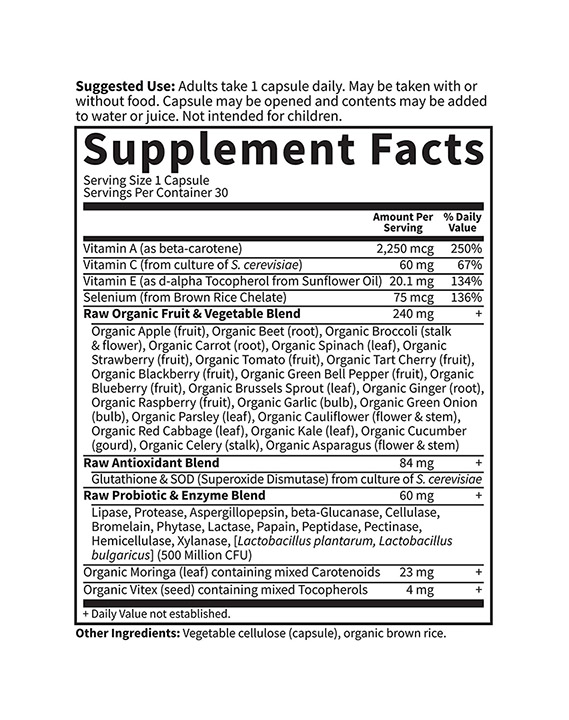 Suggested Use: Adults take 1 capsule daily. May be taken with or
without food. Capsule may be opened and contents may be added
to water or juice. Not intended for children.
Supplement Facts
Serving Size 1 Capsule
Servings Per Container 30
Amount Per Serving % Daily Value
Vitamin A (as beta-carotene) 2,250 mcg 250%
Vitamin C (from culture of S. cerevisiae) 60 mg 67%
Vitamin E (as d-alpha Tocopherol from Sunflower Oil) 20.1 mg 134%
Selenium (from Brown Rice Chelate) 75 mcg 136%
Raw Organic Fruit & Vegetable Blend 240 mg +
Organic Apple (fruit), Organic Beet (root), Organic Broccoli (stalk
& flower), Organic Carrot (root), Organic Spinach (leaf), Organic
Strawberry (fruit), Organic Tomato (fruit), Organic Tart Cherry (fruit),
Organic Blackberry (fruit), Organic Green Bell Pepper (fruit), Organic
Blueberry (fruit), Organic Brussels Sprout (leaf), Organic Ginger (root),
Organic Raspberry (fruit), Organic Garlic (bulb), Organic Green Onion
(bulb), Organic Parsley (leaf), Organic Cauliflower (flower & stem),
Organic Red Cabbage (leaf), Organic Kale (leaf), Organic Cucumber
(gourd), Organic Celery (stalk), Organic Asparagus (flower & stem)
Raw Antioxidant Blend 84 mg +
Glutathione & SOD (Superoxide Dismutase) from culture of S. cerevisiae
Raw Probiotic & Enzyme Blend 60 mg +
Lipase, Protease, Aspergillopepsin, beta-Glucanase, Cellulase,
Bromelain, Phytase, Lactase, Papain, Peptidase, Pectinase,
Hemicellulase, Xylanase, [Lactobacillus plantarum, Lactobacillus
bulgaricus] (500 Million CFU)
Organic Moringa (leaf) containing mixed Carotenoids 23 mg +
Organic Vitex (seed) containing mixed Tocopherols 4 mg +
+ Daily Value not established.
Other Ingredients: Vegetable cellulose (capsule), organic brown rice.